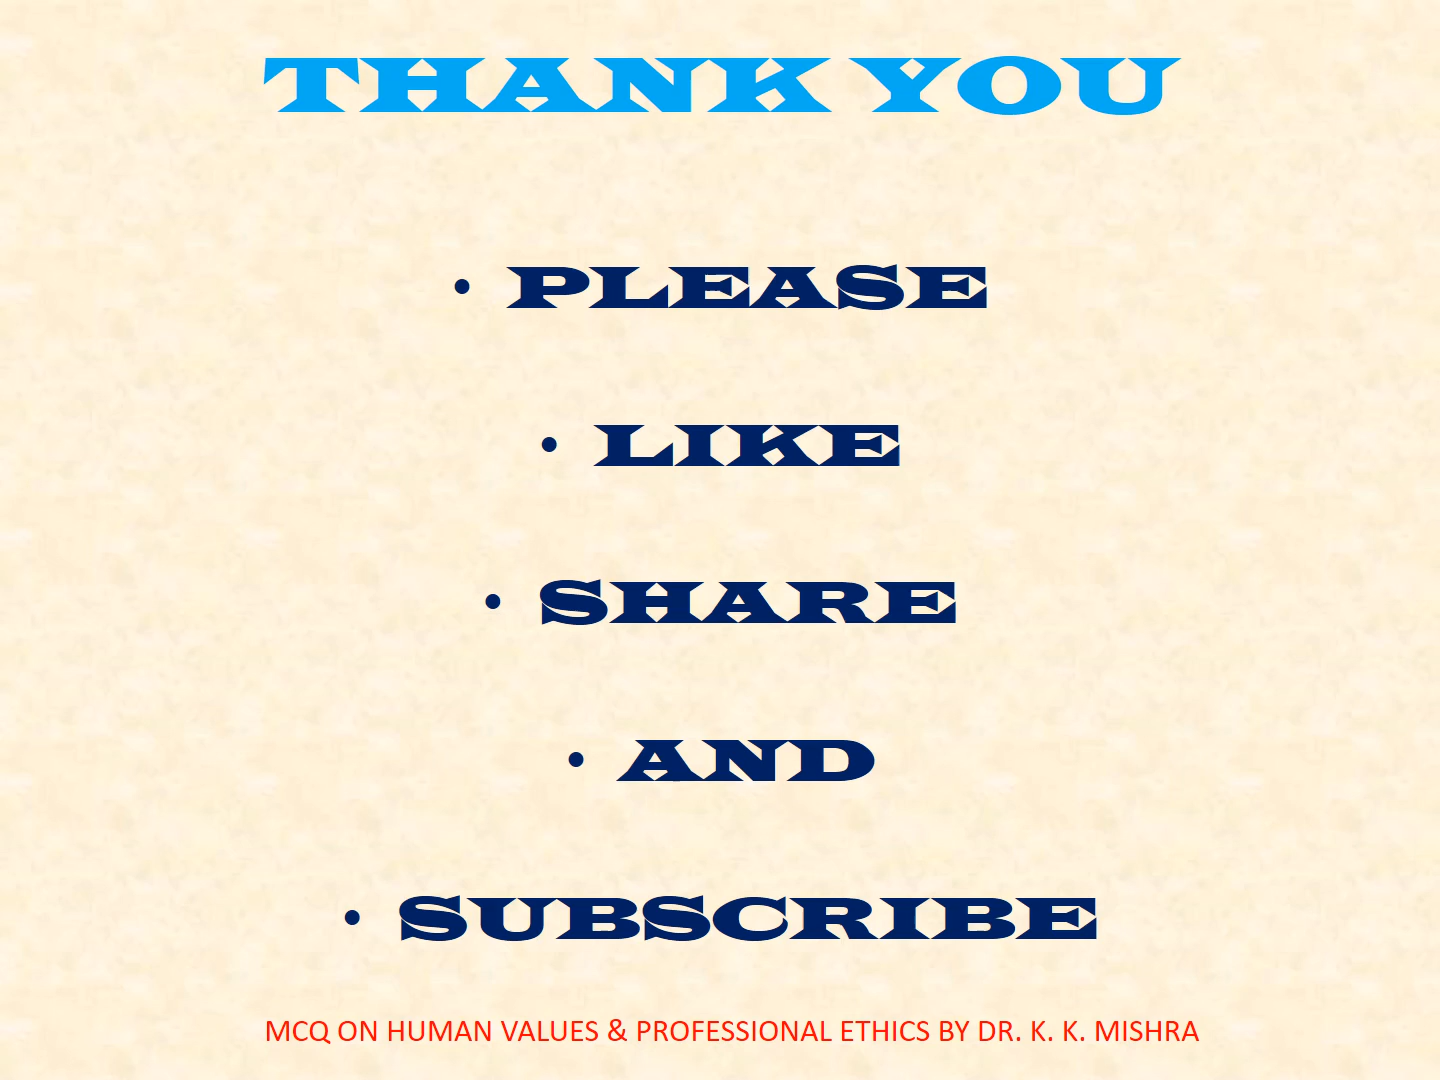 THANK YOU
• PLEASE
• LIKE
• SHARE
• AND
• SUBSCRIBE
MCQ ON HUMAN VALUES & PROFESSIONAL ETHICS BY DR. K. K. MISHRA